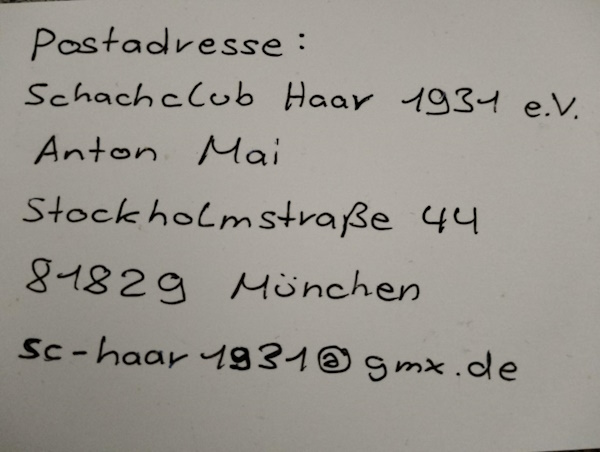 Postadresse:
Schachclub Haar 1931 e.V.
Anton Mai
Stockholmstraße 44
81829 München
sc-haar1931@gmx.de